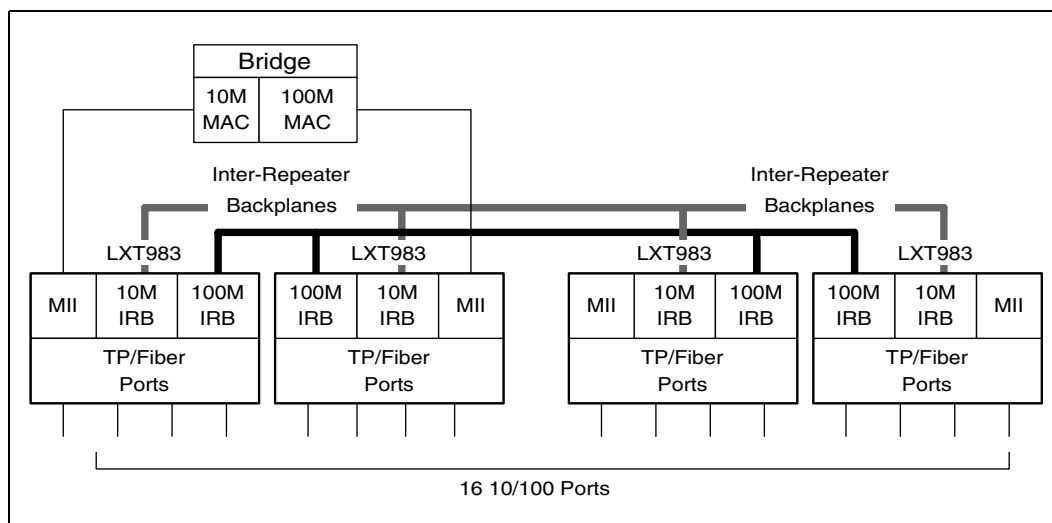 Bridge
10M
MAC
100M
MAC
Inter-Repeater
Backplanes
Inter-Repeater
Backplanes
LXT983
LXT983
LXT983
LXT983
MII
10M
IRB
100M
IRB
TP/Fiber
Ports
100M
IRB
10M
IRB
MII
TP/Fiber
Ports
MII
10M
IRB
100M
IRB
TP/Fiber
Ports
100M
IRB
10M
IRB
MII
TP/Fiber
Ports
16 10/100 Ports